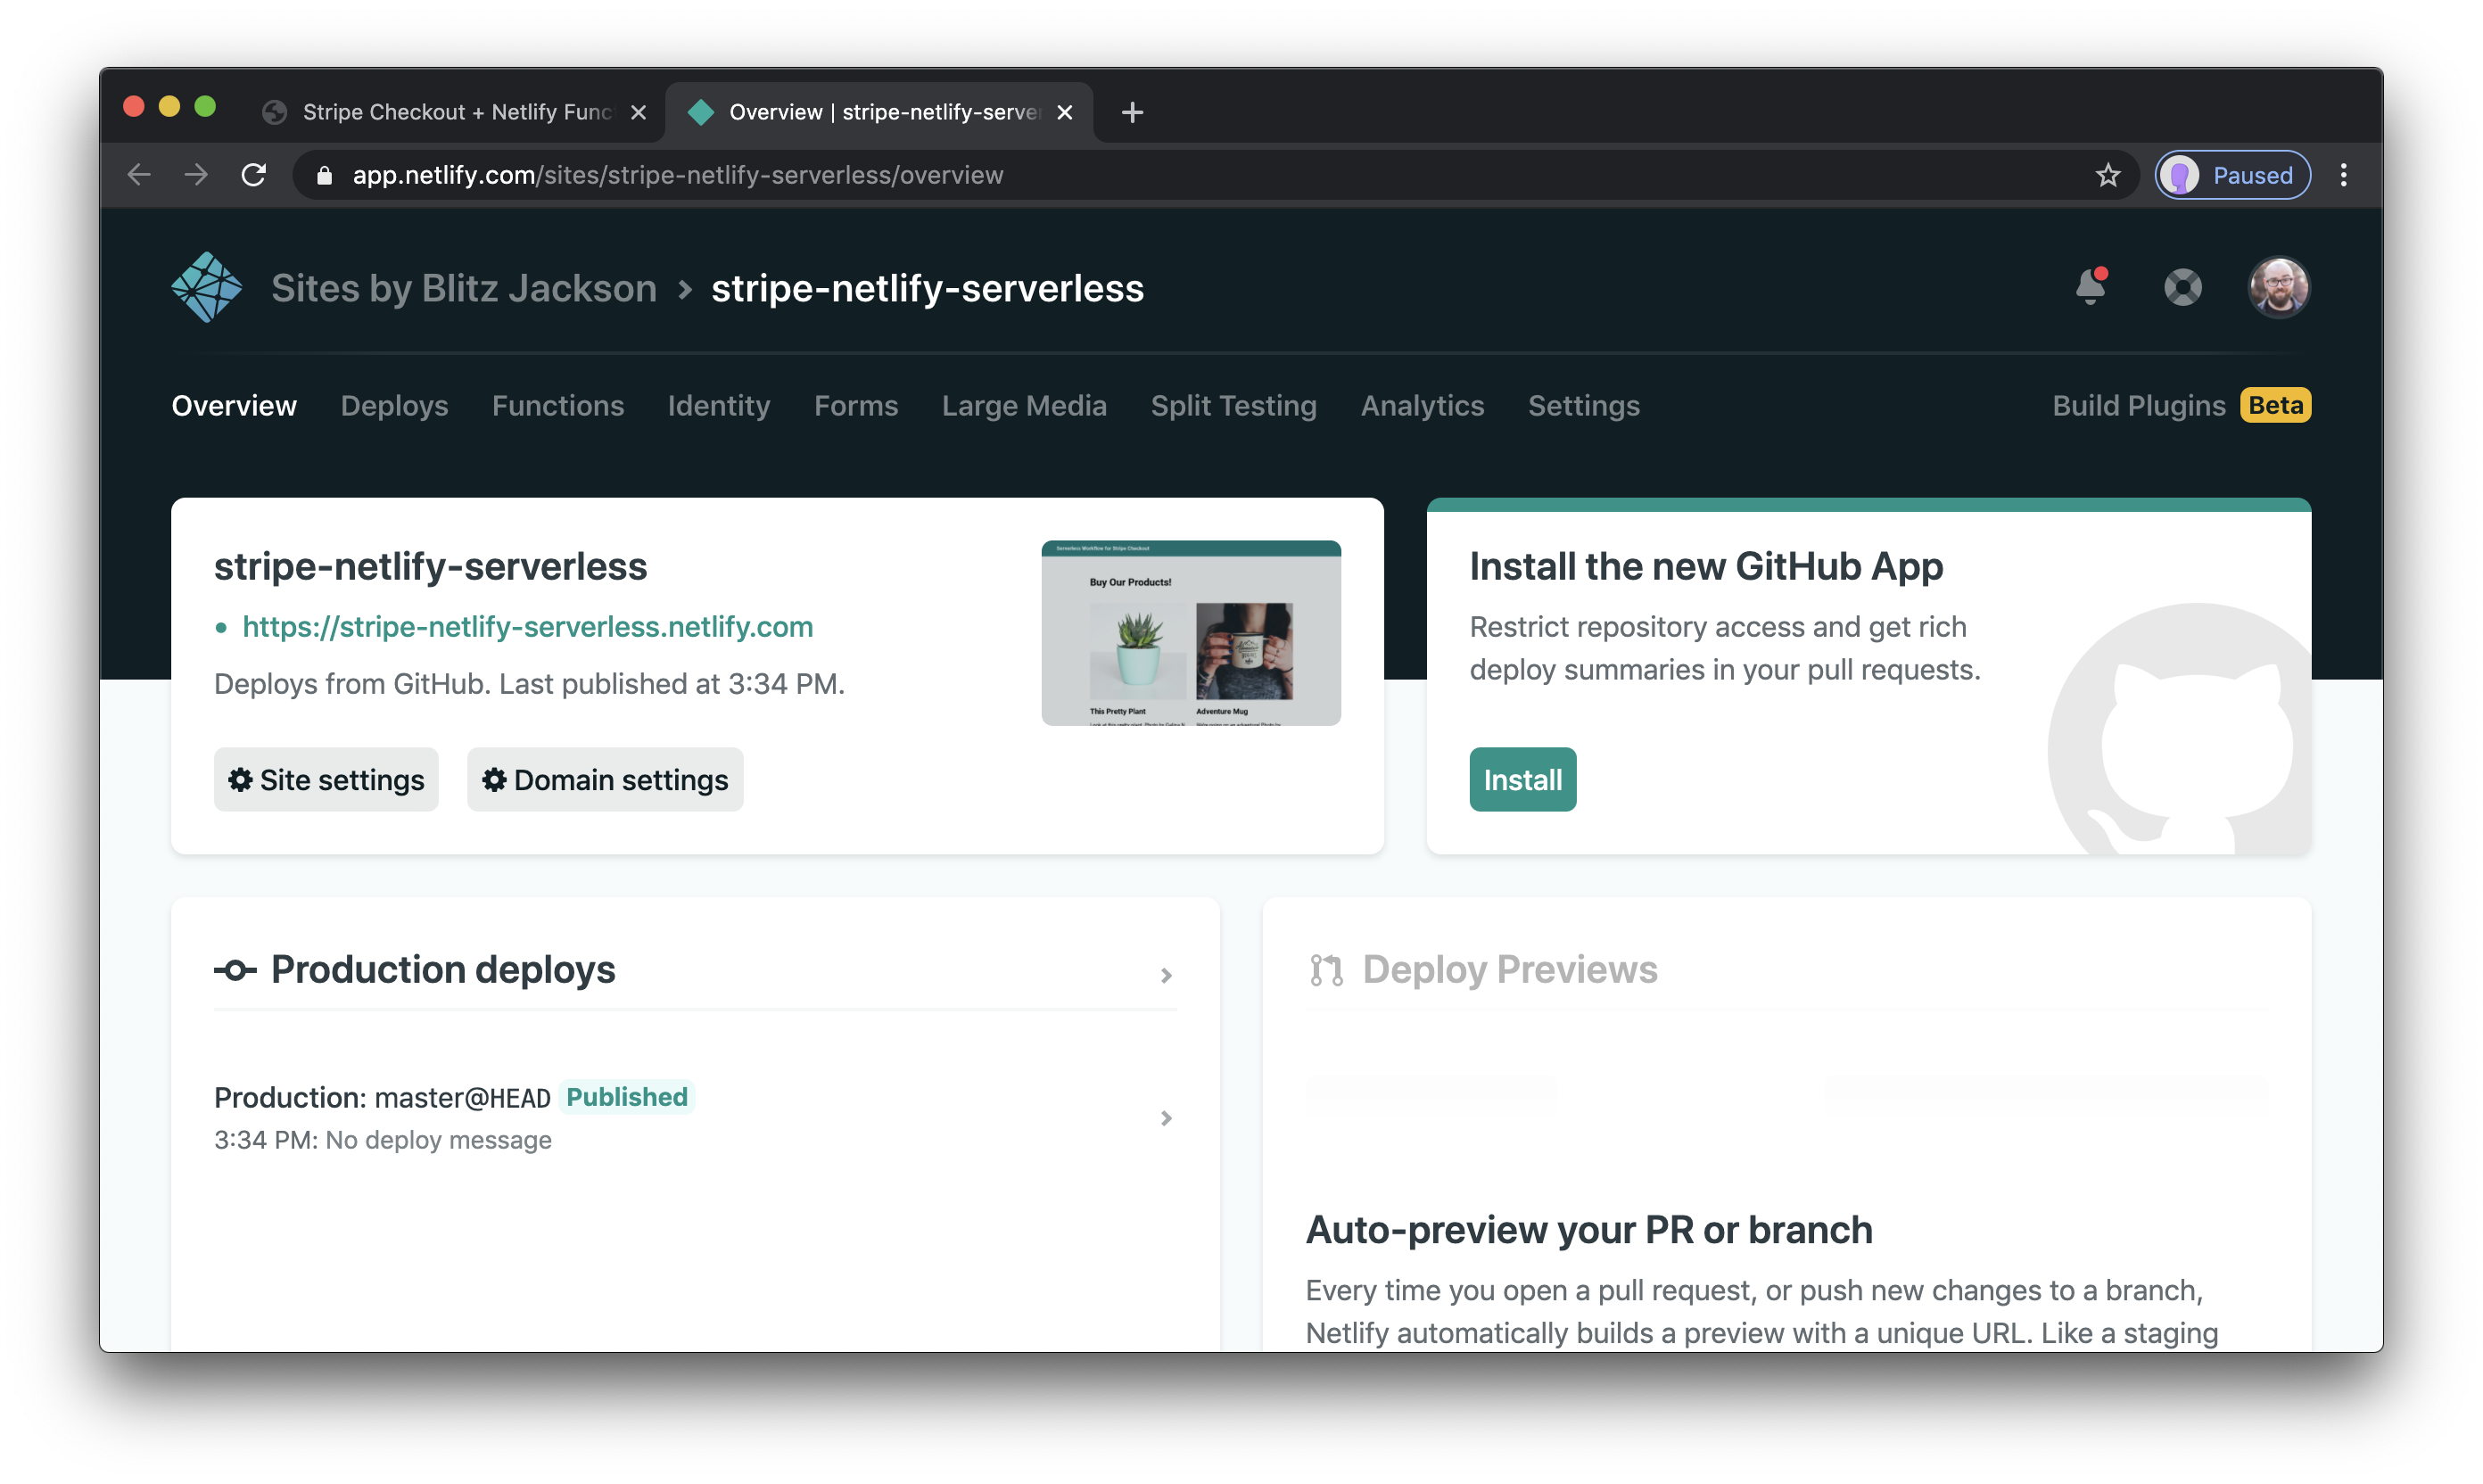 Stripe Checkout + Netlify Func
Overview | stripe-netlify-server
app.netlify.com/sites/stripe-netlify-serverless/overview
Paused
Sites by Blitz Jackson > stripe-netlify-serverless
Overview Deploys Functions Identity Forms Large Media Split Testing Analytics Settings Build Plugins Beta
stripe-netlify-serverless
https://stripe-netlify-serverless.netlify.com
Deploys from GitHub. Last published at 3:34 PM.
Site settings Domain settings
Serverless Workflow for Stripe Checkout
Buy Our Products!
This Pretty Plant Adventure Mug
Install the new GitHub App
Restrict repository access and get rich
deploy summaries in your pull requests.
Install
Production deploys
Production: master@HEAD Published
3:34 PM: No deploy message
Deploy Previews
Auto-preview your PR or branch
Every time you open a pull request, or push new changes to a branch,
Netlify automatically builds a preview with a unique URL. Like a staging